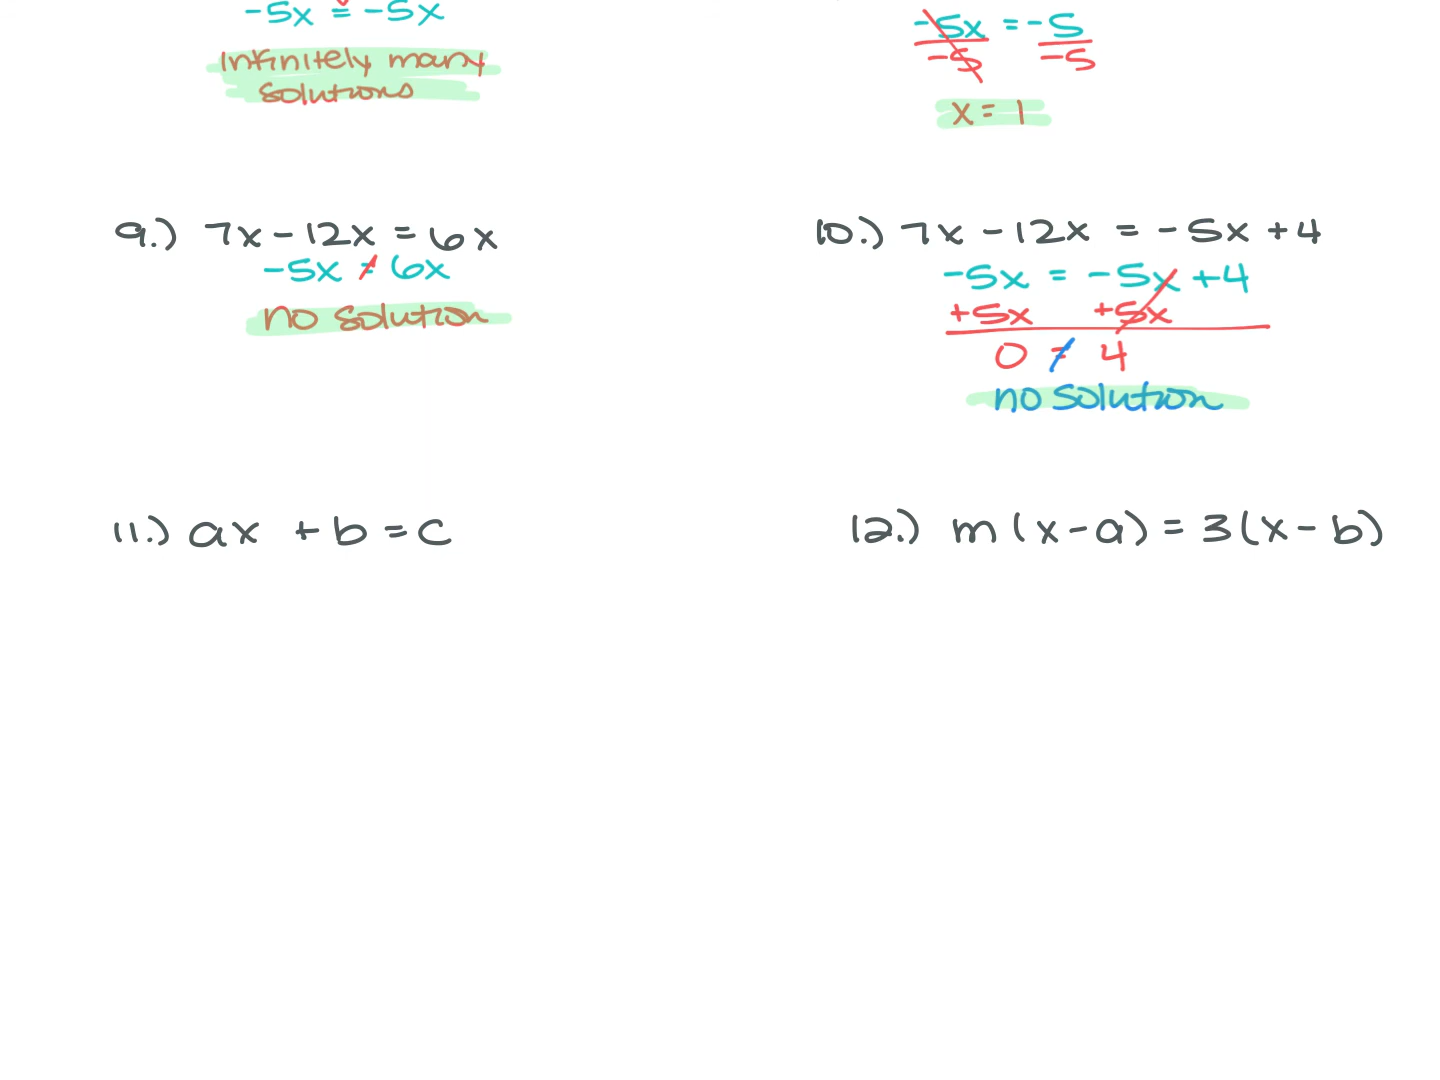 -5x = -5x
infinitely many
solutions
-5x = -5
-5 -5
x = 1
9.) 7x - 12x = 6x
-5x ≠ 6x
no solution
10.) 7x - 12x = -5x + 4
-5x = -5x + 4
+5x +5x
0 ≠ 4
no solution
11.) ax + b = c
12.) m(x - a) = 3(x - b)